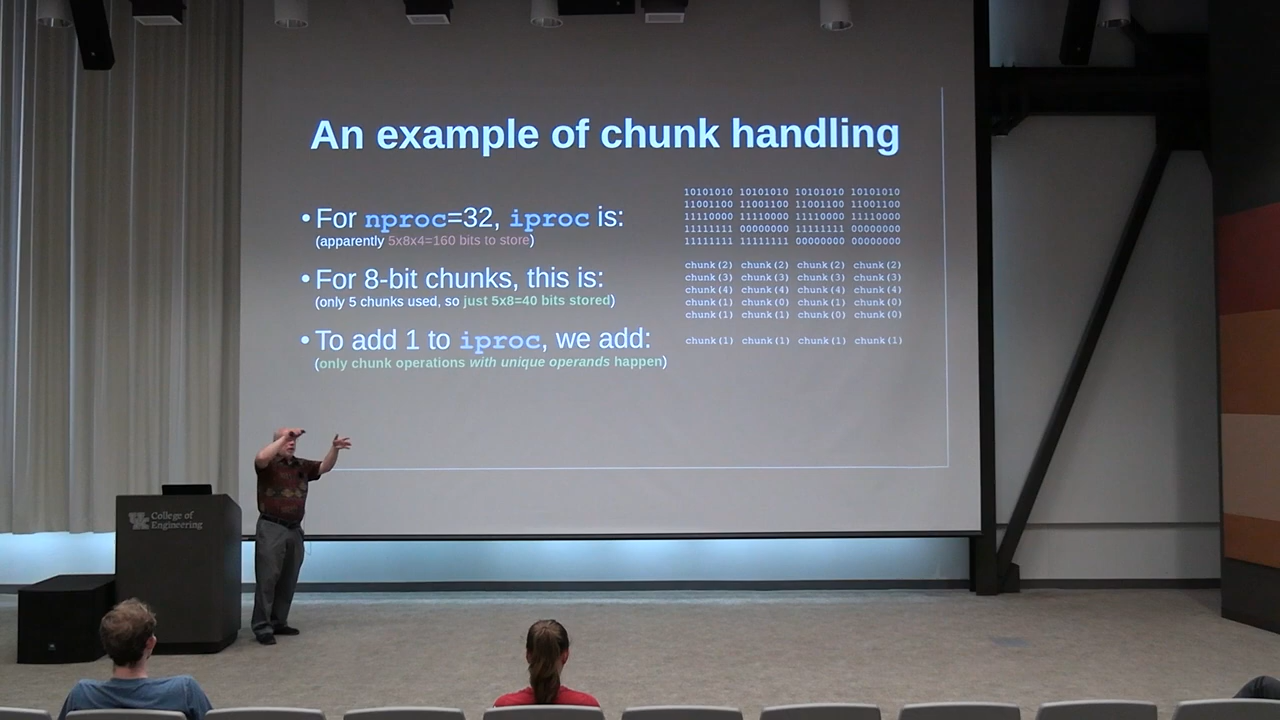 An example of chunk handling
• For nproc=32, iproc is:
(apparently 5x8x4=160 bits to store)
10101010 10101010 10101010 10101010
11001100 11001100 11001100 11001100
11110000 11110000 11110000 11110000
11111111 00000000 11111111 00000000
11111111 11111111 00000000 00000000
• For 8-bit chunks, this is:
(only 5 chunks used, so just 5x8=40 bits stored)
chunk(2) chunk(2) chunk(2) chunk(2)
chunk(3) chunk(3) chunk(3) chunk(3)
chunk(4) chunk(4) chunk(4) chunk(4)
chunk(1) chunk(0) chunk(1) chunk(0)
chunk(1) chunk(1) chunk(0) chunk(0)
• To add 1 to iproc, we add:
(only chunk operations with unique operands happen)
chunk(1) chunk(1) chunk(1) chunk(1)
UK College of
Engineering